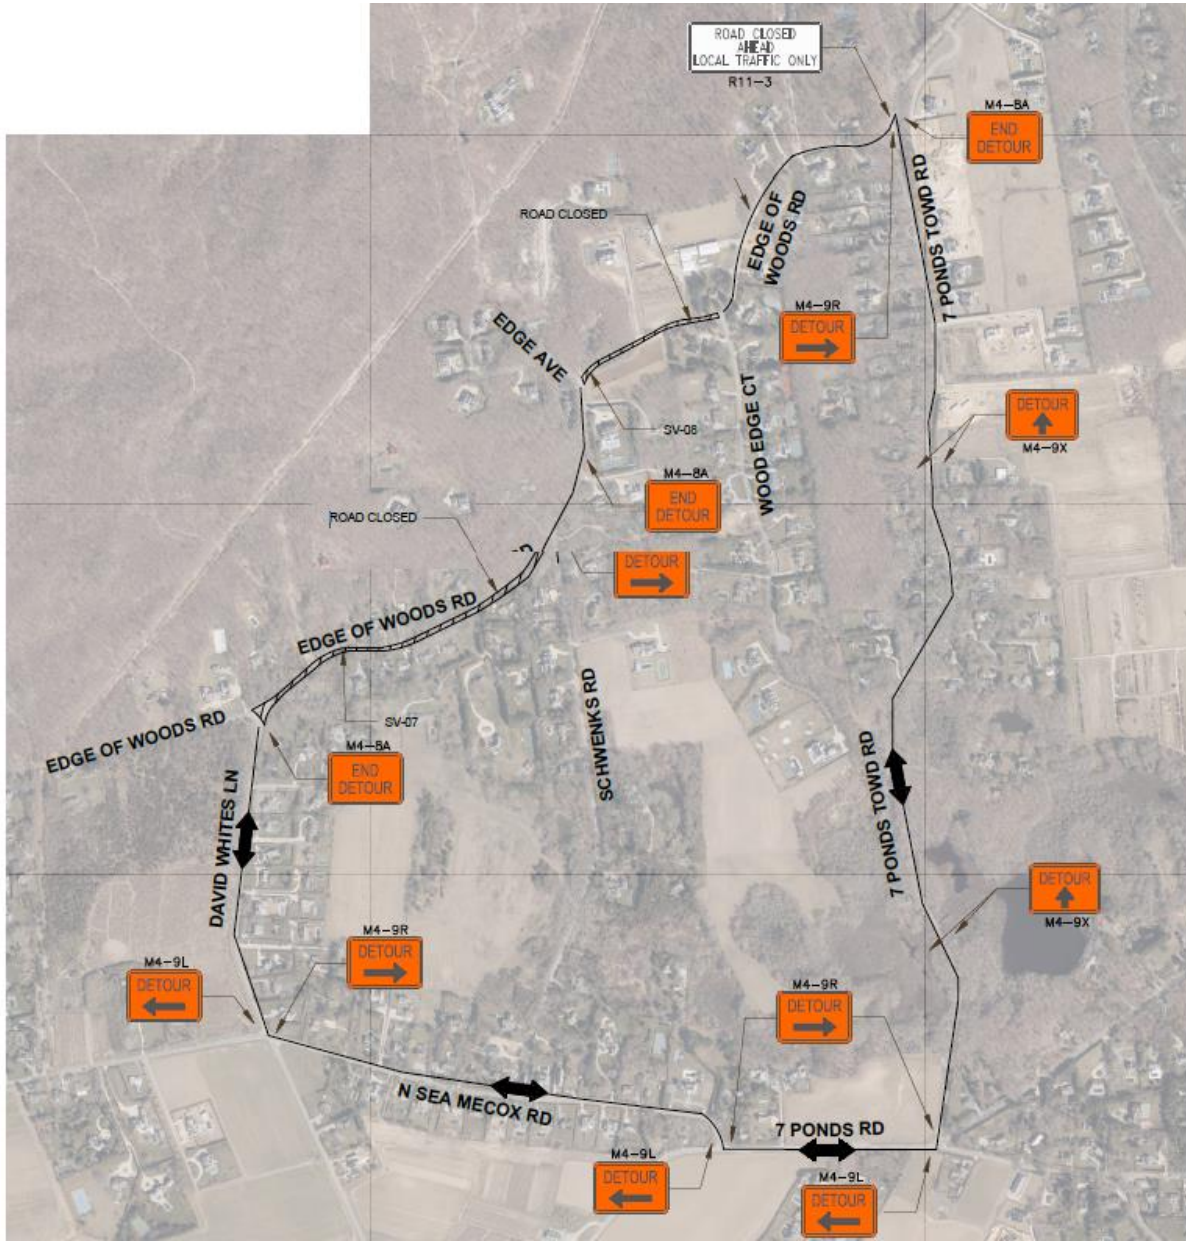 ROAD CLOSED
AHEAD
LOCAL TRAFFIC ONLY
R11-3
M4-8A
END
DETOUR
7 PONDS TOWD RD
ROAD CLOSED
EDGE OF
WOODS RD
M4-9R
DETOUR
EDGE AVE
WOOD EDGE CT
DETOUR
M4-9X
SV-08
M4-8A
END
DETOUR
ROAD CLOSED
DETOUR
EDGE OF WOODS RD
SCHWENKS RD
EDGE OF WOODS RD
SV-07
M4-8A
END
DETOUR
7 PONDS TOWD RD
DAVID WHITES LN
DETOUR
M4-9X
M4-9R
DETOUR
M4-9L
DETOUR
M4-9R
DETOUR
N SEA MECOX RD
7 PONDS RD
M4-9L
DETOUR
M4-9L
DETOUR